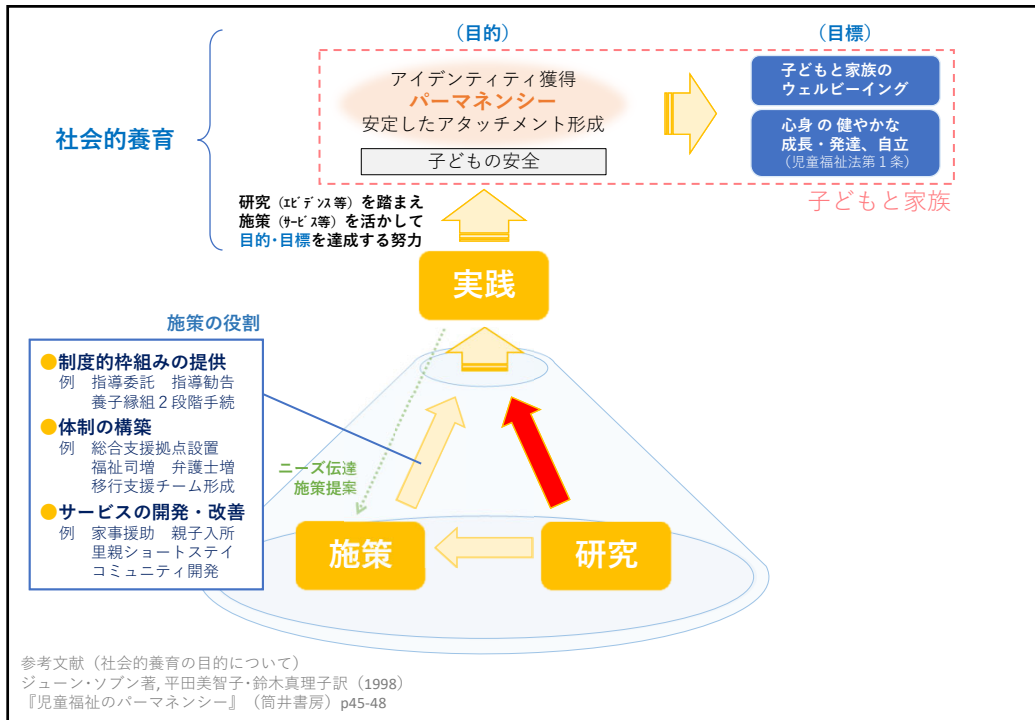 （目的）
（目標）
社会的養育
アイデンティティ獲得
パーマネンシー
安定したアタッチメント形成
子どもの安全
子どもと家族の
ウェルビーイング
心身 の 健やかな
成長・発達、自立
（児童福祉法第１条）
子どもと家族
研究（ｴﾋﾞﾃﾞﾝｽ等）を踏まえ
施策（ｻｰﾋﾞｽ等）を活かして
目的・目標を達成する努力
実践
施策の役割
●制度的枠組みの提供
例　指導委託　指導勧告
養子縁組２段階手続
●体制の構築
例　総合支援拠点設置
福祉司増　弁護士増
移行支援チーム形成
●サービスの開発・改善
例　家事援助　親子入所
里親ショートステイ
コミュニティ開発
ニーズ伝達
施策提案
施策
研究
参考文献（社会的養育の目的について）
ジューン・ソブン著, 平田美智子・鈴木真理子訳（1998）
『児童福祉のパーマネンシー』（筒井書房）p45-48